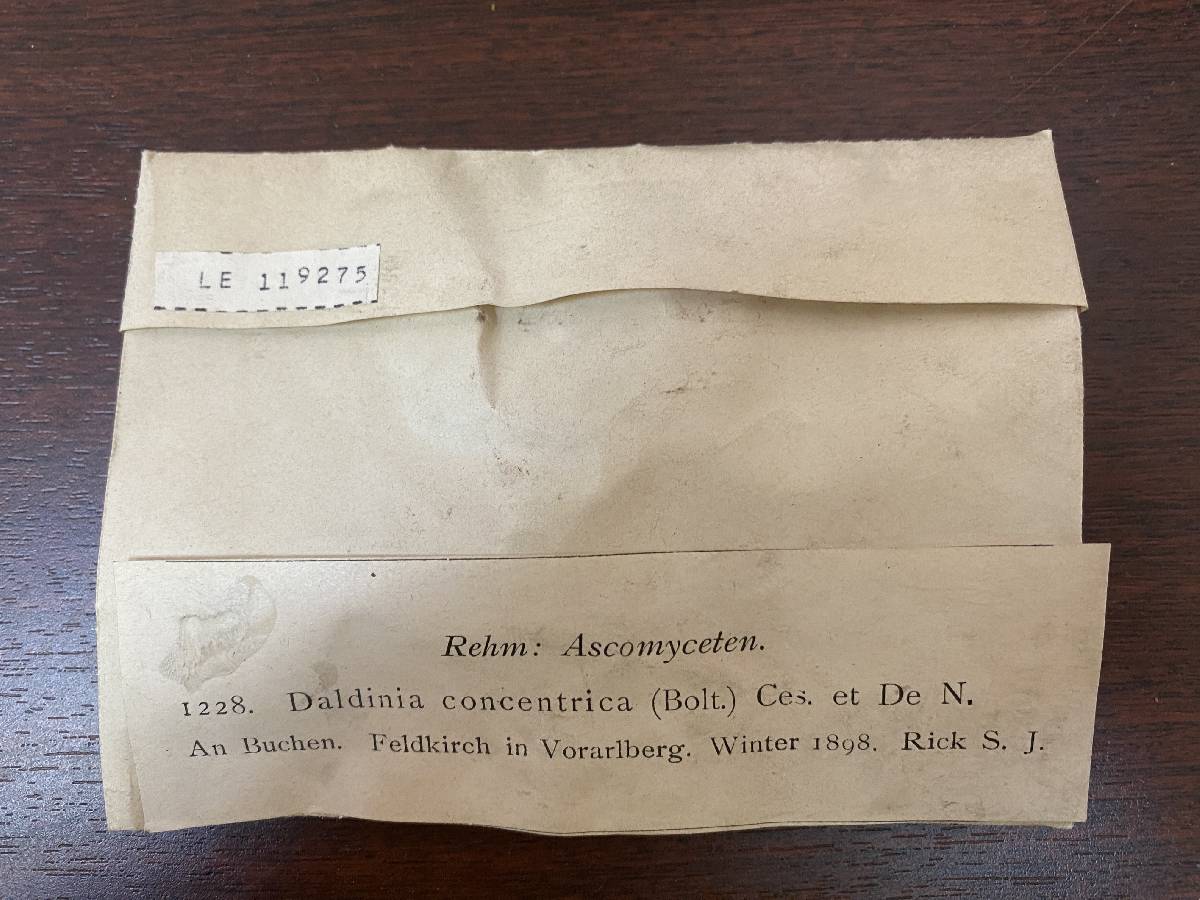 LE 119275
Rehm: Ascomyceten.
1228. Daldinia concentrica (Bolt.) Ces. et De N.
An Buchen. Feldkirch in Vorarlberg. Winter 1898. Rick S. J.